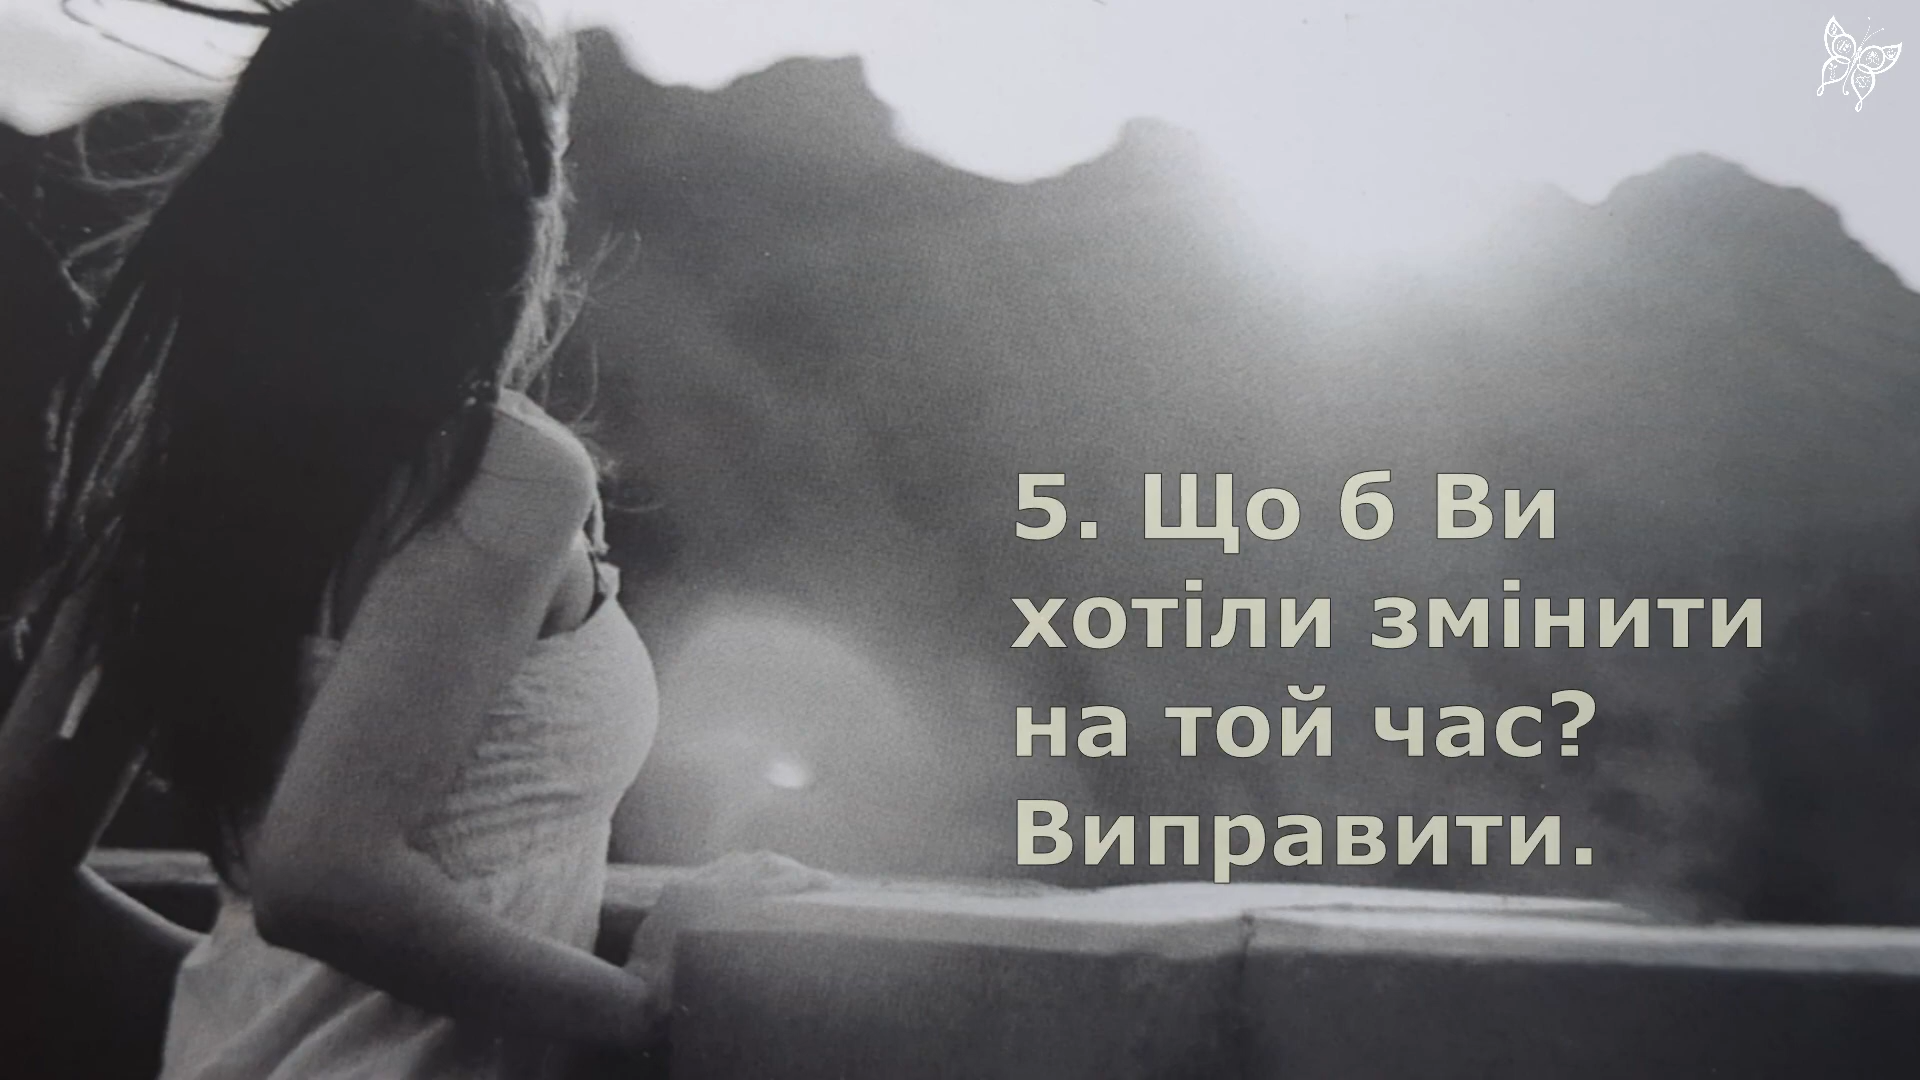 5. Що б Ви
хотіли змінити
на той час?
Виправити.